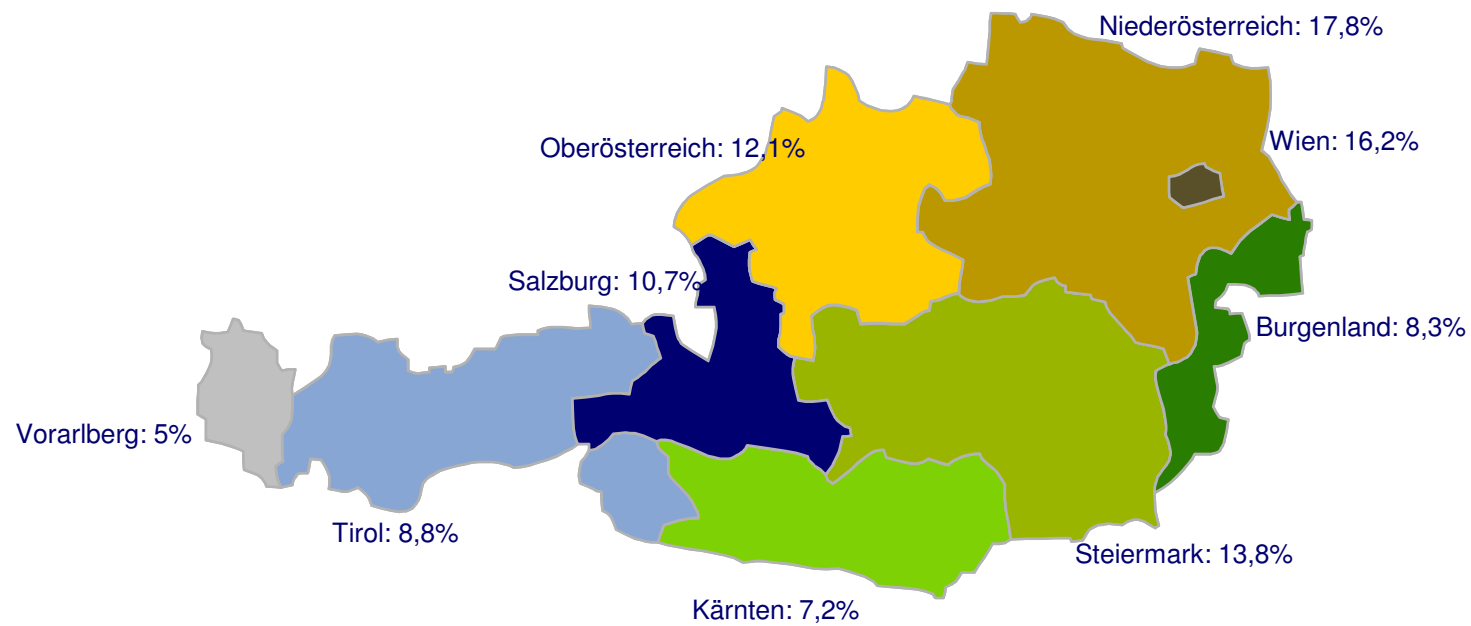 Niederösterreich: 17,8%
Wien: 16,2%
Oberösterreich: 12,1%
Salzburg: 10,7%
Burgenland: 8,3%
Vorarlberg: 5%
Tirol: 8,8%
Steiermark: 13,8%
Kärnten: 7,2%